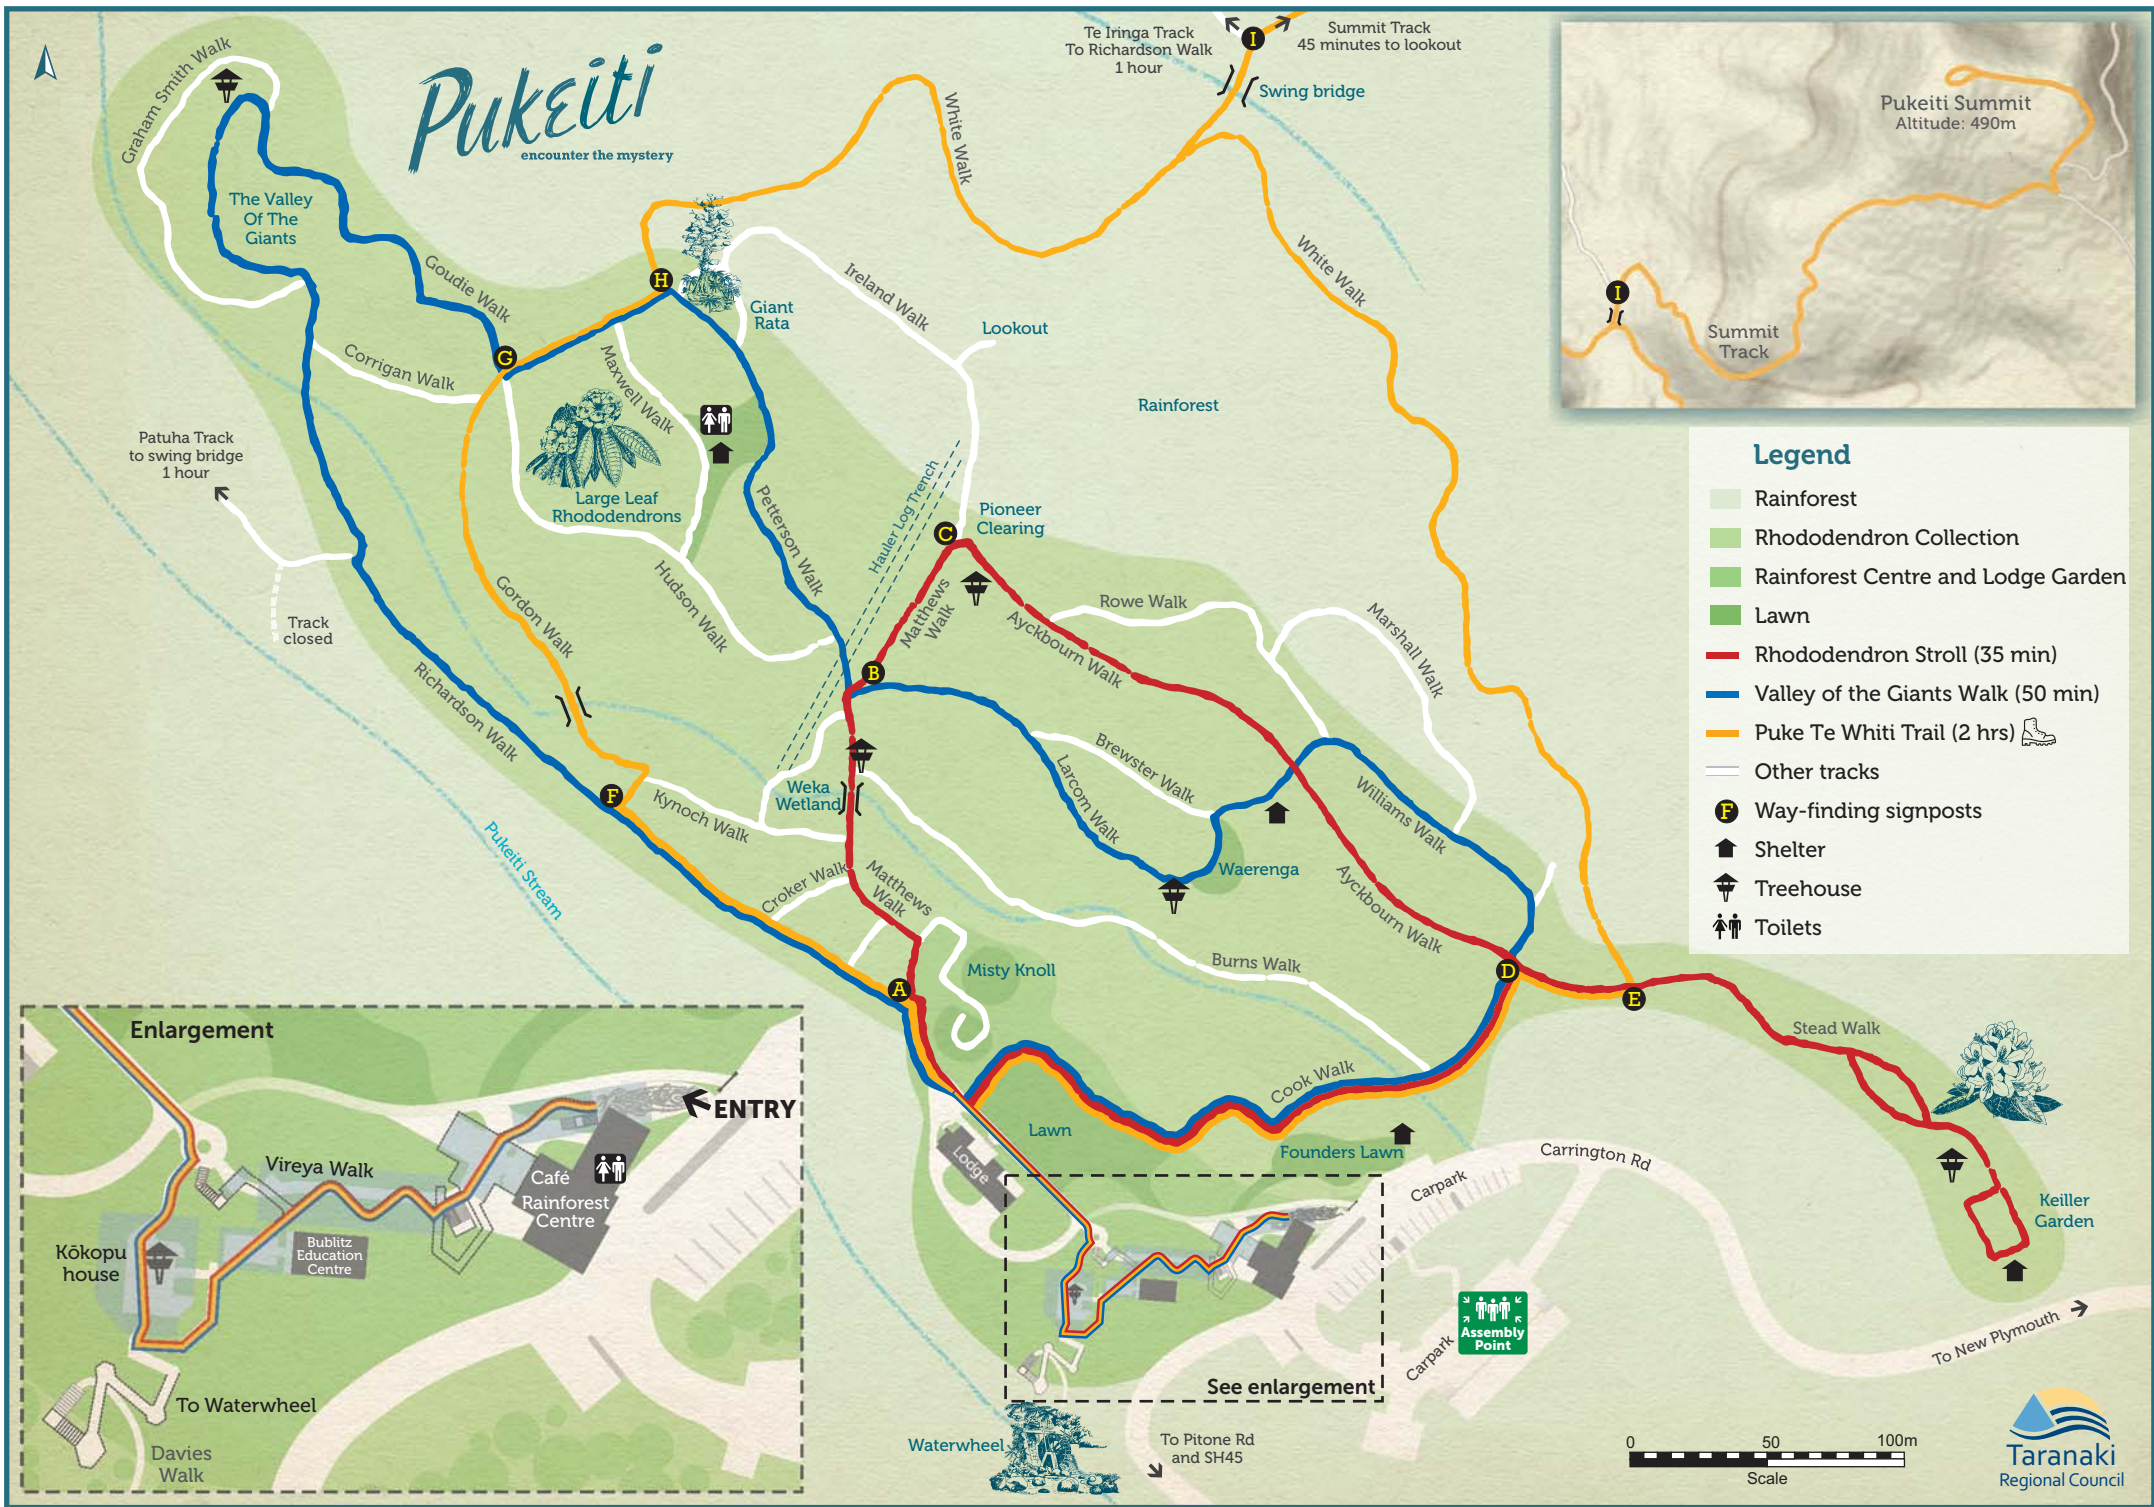 Graham Smith Walk
Pukeiti
encounter the mystery
Te Iringa Track
To Richardson Walk
1 hour
I
Summit Track
45 minutes to lookout
Swing bridge
White Walk
White Walk
Pukeiti Summit
Altitude: 490m
I
Summit
Track
The Valley
Of The
Giants
Goudie Walk
H
Giant
Rata
Ireland Walk
Lookout
G
Corrigan Walk
Maxwell Walk
Rainforest
Patuha Track
to swing bridge
1 hour
Large Leaf
Rhododendrons
Petterson Walk
Hauler Log Trench
C
Pioneer
Clearing
Track
closed
Gordon Walk
Hudson Walk
Matthews
Walk
Ayckbourn Walk
Rowe Walk
Marshall Walk
B
Richardson Walk
F
Kynoch Walk
Weka
Wetland
Larcom Walk
Brewster Walk
Williams Walk
Waerenga
Pukeiti Stream
Croker Walk
Matthews
Walk
Ayckbourn Walk
A
Misty Knoll
Burns Walk
D
E
Stead Walk
Cook Walk
Lawn
Founders Lawn
Lodge
Carpark
Carrington Rd
Keiller
Garden
Carpark
Assembly
Point
To New Plymouth
See enlargement
Waterwheel
To Pitone Rd
and SH45
Legend
Rainforest
Rhododendron Collection
Rainforest Centre and Lodge Garden
Lawn
Rhododendron Stroll (35 min)
Valley of the Giants Walk (50 min)
Puke Te Whiti Trail (2 hrs)
Other tracks
F
Way-finding signposts
Shelter
Treehouse
Toilets
Enlargement
ENTRY
Vireya Walk
Café
Rainforest
Centre
Bublitz
Education
Centre
Kōkopu
house
To Waterwheel
Davies
Walk
0 50 100m
Scale
Taranaki
Regional Council